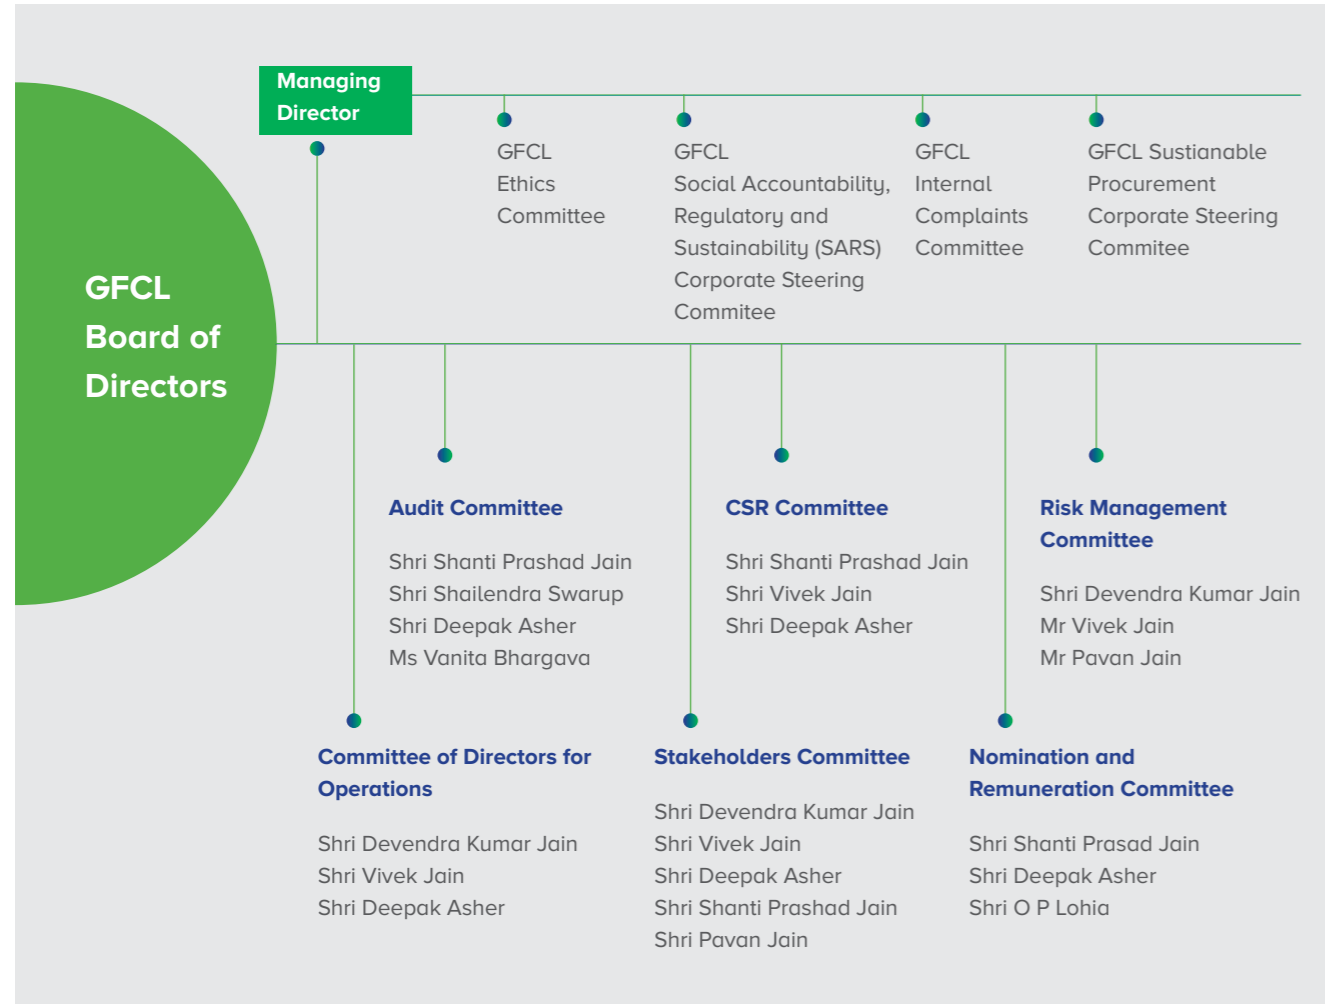 Managing
Director
GFCL
Ethics
Committee
GFCL
Social Accountability,
Regulatory and
Sustainability (SARS)
Corporate Steering
Commitee
GFCL
Internal
Complaints
Committee
GFCL Sustianable
Procurement
Corporate Steering
Commitee
GFCL
Board of
Directors
Audit Committee
Shri Shanti Prashad Jain
Shri Shailendra Swarup
Shri Deepak Asher
Ms Vanita Bhargava
CSR Committee
Shri Shanti Prashad Jain
Shri Vivek Jain
Shri Deepak Asher
Risk Management
Committee
Shri Devendra Kumar Jain
Mr Vivek Jain
Mr Pavan Jain
Committee of Directors for
Operations
Shri Devendra Kumar Jain
Shri Vivek Jain
Shri Deepak Asher
Stakeholders Committee
Shri Devendra Kumar Jain
Shri Vivek Jain
Shri Deepak Asher
Shri Shanti Prashad Jain
Shri Pavan Jain
Nomination and
Remuneration Committee
Shri Shanti Prasad Jain
Shri Deepak Asher
Shri O P Lohia